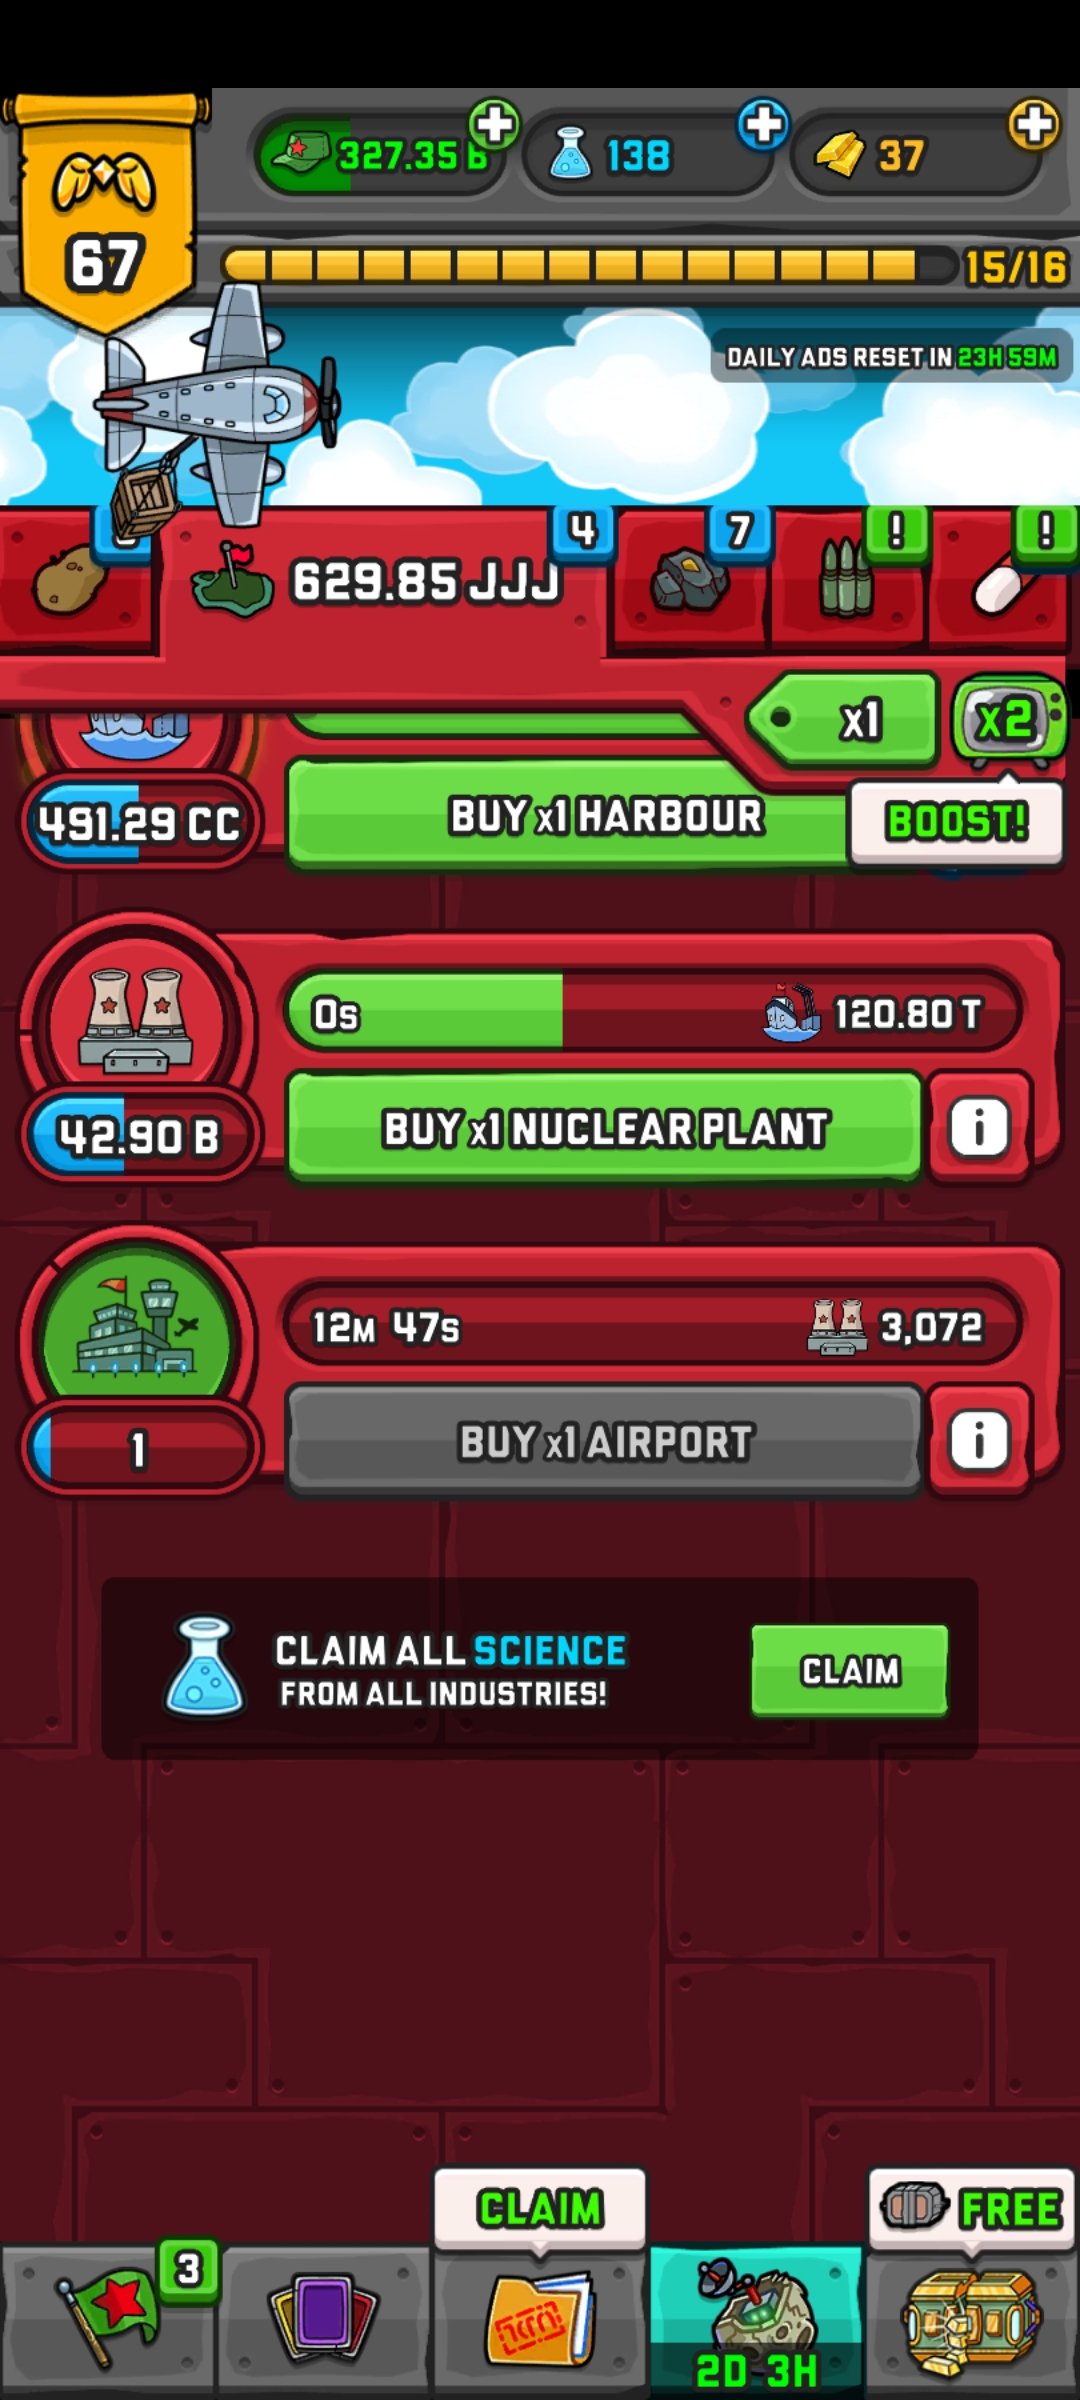 327.35 B
138
37
67
15/16
DAILY ADS RESET IN 23H 59M
4
7
!
!
629.85 JJJ
x1
x2
491.29 CC
BUY x1 HARBOUR
BOOST!
0s
120.80 T
42.90 B
BUY x1 NUCLEAR PLANT
i
12M 47s
3,072
1
BUY x1 AIRPORT
i
CLAIM ALL SCIENCE
FROM ALL INDUSTRIES!
CLAIM
CLAIM
FREE
3
2D 3H